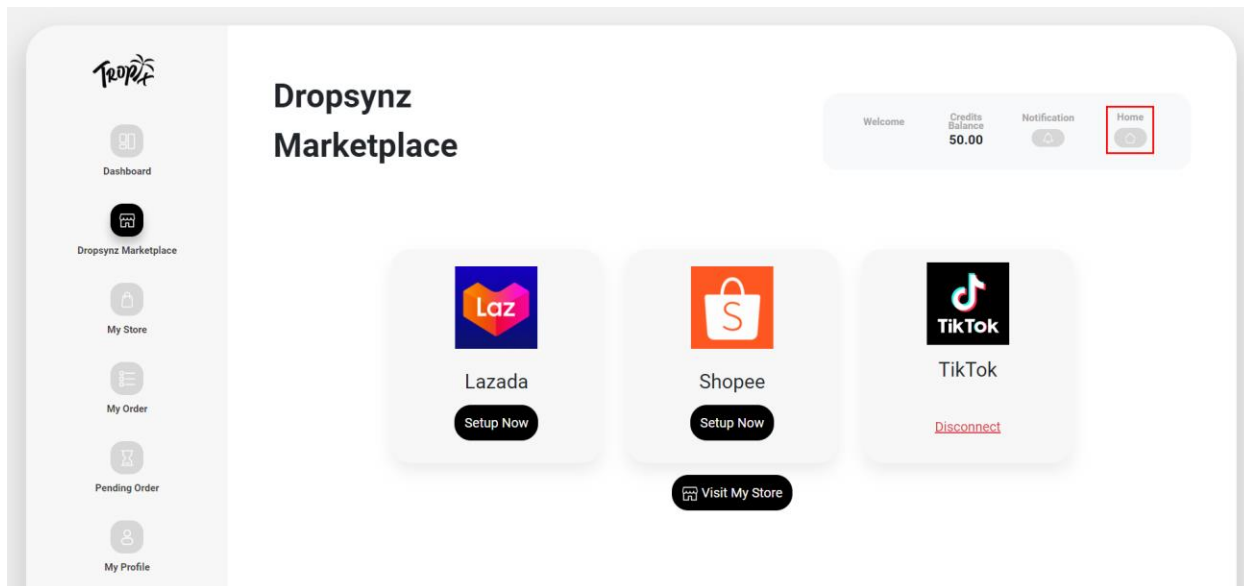 Tropix
Dashboard
Dropsynz Marketplace
My Store
My Order
Pending Order
My Profile
Dropsynz
Marketplace
Welcome
Credits
Balance
50.00
Notification
Home
Laz
Lazada
Setup Now
S
Shopee
Setup Now
TikTok
TikTok
Disconnect
Visit My Store